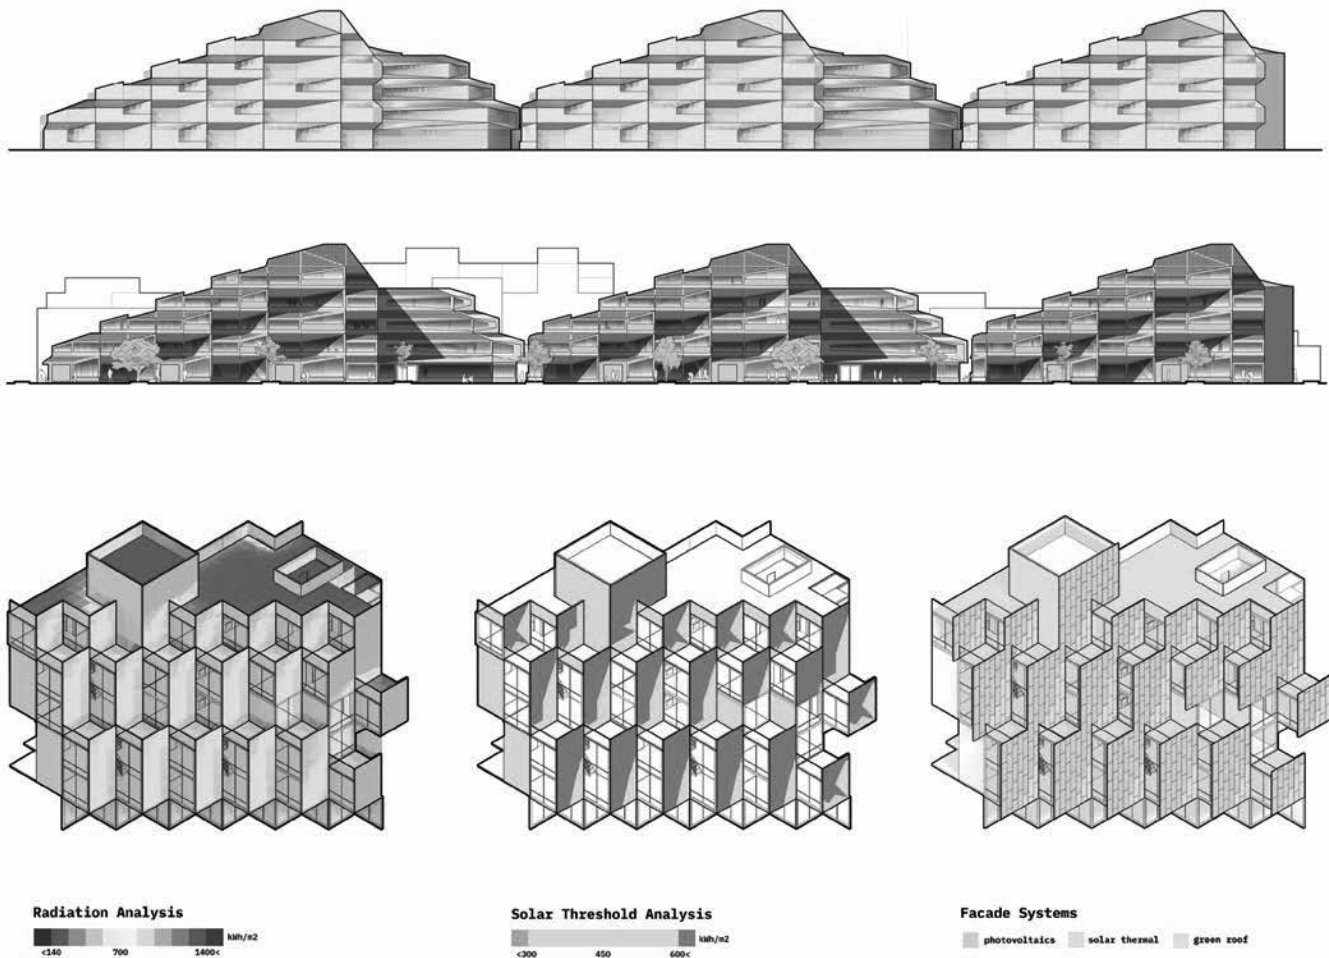 Radiation Analysis
kWh/m2
<140 700 1400<
Solar Threshold Analysis
kWh/m2
<300 450 600<
Facade Systems
photovoltaics solar thermal green roof